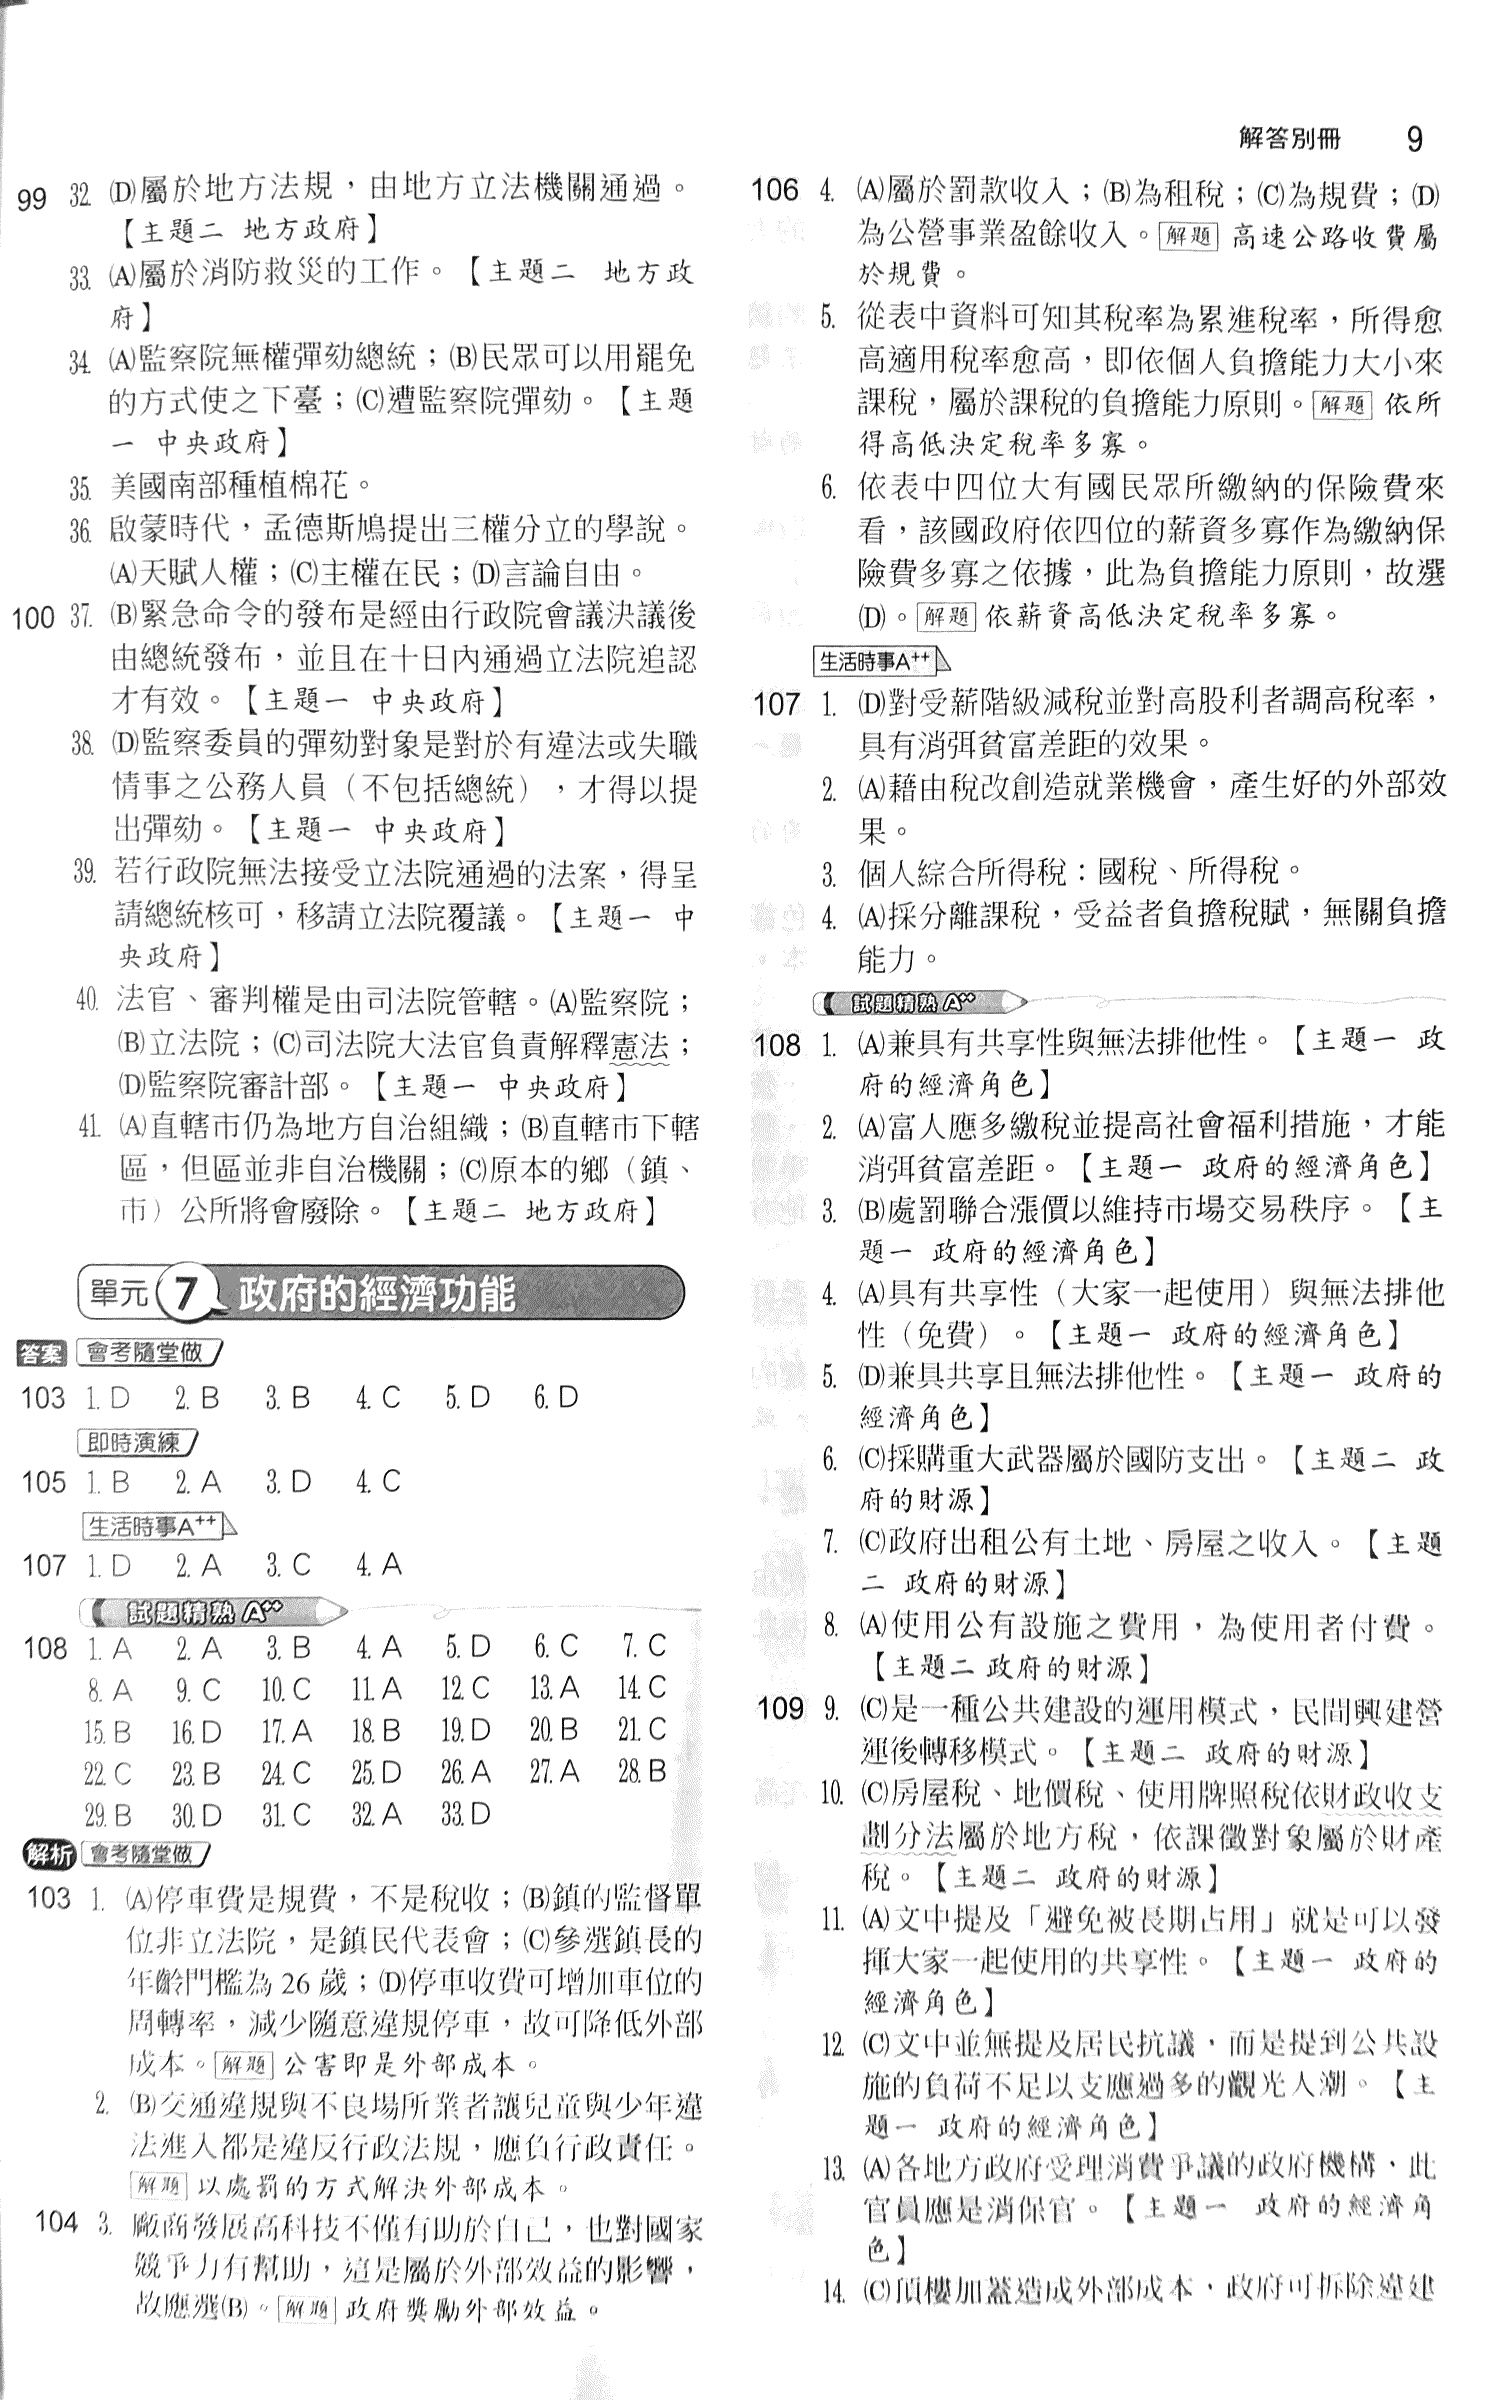 解答別冊 9
99 32. (D)屬於地方法規，由地方立法機關通過。
【主題二 地方政府】
33. (A)屬於消防救災的工作。【主題二 地方政
府】
34. (A)監察院無權彈劾總統；(B)民眾可以用罷免
的方式使之下臺；(C)遭監察院彈劾。【主題
一 中央政府】
35. 美國南部種植棉花。
36. 啟蒙時代，孟德斯鳩提出三權分立的學說。
(A)天賦人權；(C)主權在民；(D)言論自由。
100 37. (B)緊急命令的發布是經由行政院會議決議後
由總統發布，並且在十日內通過立法院追認
才有效。【主題一 中央政府】
38. (D)監察委員的彈劾對象是對於有違法或失職
情事之公務人員（不包括總統），才得以提
出彈劾。【主題一 中央政府】
39. 若行政院無法接受立法院通過的法案，得呈
請總統核可，移請立法院覆議。【主題一 中
央政府】
40. 法官、審判權是由司法院管轄。(A)監察院；
(B)立法院；(C)司法院大法官負責解釋憲法；
(D)監察院審計部。【主題一 中央政府】
41. (A)直轄市仍為地方自治組織；(B)直轄市下轄
區，但區並非自治機關；(C)原本的鄉（鎮、
市）公所將會廢除。【主題二 地方政府】
單元 7 政府的經濟功能
答案 會考隨堂做
103 1. D 2. B 3. B 4. C 5. D 6. D
即時演練
105 1. B 2. A 3. D 4. C
生活時事A++
107 1. D 2. A 3. C 4. A
試題精熟A++
108 1. A 2. A 3. B 4. A 5. D 6. C 7. C
8. A 9. C 10. C 11. A 12. C 13. A 14. C
15. B 16. D 17. A 18. B 19. D 20. B 21. C
22. C 23. B 24. C 25. D 26. A 27. A 28. B
29. B 30. D 31. C 32. A 33. D
解析 會考隨堂做
103 1. (A)停車費是規費，不是稅收；(B)鎮的監督單
位非立法院，是鎮民代表會；(C)參選鎮長的
年齡門檻為 26 歲；(D)停車收費可增加車位的
周轉率，減少隨意違規停車，故可降低外部
成本。解題 公害即是外部成本。
2. (B)交通違規與不良場所業者讓兒童與少年違
法進入都是違反行政法規，應負行政責任。
解題 以處罰的方式解決外部成本。
104 3. 廠商發展高科技不僅有助於自己，也對國家
競爭力有幫助，這是屬於外部效益的影響，
故應選(B)。解題 政府獎勵外部效益。
106 4. (A)屬於罰款收入；(B)為租稅；(C)為規費；(D)
為公營事業盈餘收入。解題 高速公路收費屬
於規費。
5. 從表中資料可知其稅率為累進稅率，所得愈
高適用稅率愈高，即依個人負擔能力大小來
課稅，屬於課稅的負擔能力原則。解題 依所
得高低決定稅率多寡。
6. 依表中四位大有國民眾所繳納的保險費來
看，該國政府依四位的薪資多寡作為繳納保
險費多寡之依據，此為負擔能力原則，故選
(D)。解題 依薪資高低決定稅率多寡。
生活時事A++
107 1. (D)對受薪階級減稅並對高股利者調高稅率，
具有消弭貧富差距的效果。
2. (A)藉由稅改創造就業機會，產生好的外部效
果。
3. 個人綜合所得稅：國稅、所得稅。
4. (A)採分離課稅，受益者負擔稅賦，無關負擔
能力。
試題精熟A++
108 1. (A)兼具有共享性與無法排他性。【主題一 政
府的經濟角色】
2. (A)富人應多繳稅並提高社會福利措施，才能
消弭貧富差距。【主題一 政府的經濟角色】
3. (B)處罰聯合漲價以維持市場交易秩序。【主
題一 政府的經濟角色】
4. (A)具有共享性（大家一起使用）與無法排他
性（免費）。【主題一 政府的經濟角色】
5. (D)兼具共享且無法排他性。【主題一 政府的
經濟角色】
6. (C)採購重大武器屬於國防支出。【主題二 政
府的財源】
7. (C)政府出租公有土地、房屋之收入。【主題
二 政府的財源】
8. (A)使用公有設施之費用，為使用者付費。
【主題二 政府的財源】
109 9. (C)是一種公共建設的運用模式，民間興建營
運後轉移模式。【主題二 政府的財源】
10. (C)房屋稅、地價稅、使用牌照稅依財政收支
劃分法屬於地方稅，依課徵對象屬於財產
稅。【主題二 政府的財源】
11. (A)文中提及「避免被長期占用」就是可以發
揮大家一起使用的共享性。【主題一 政府的
經濟角色】
12. (C)文中並無提及居民抗議，而是提到公共設
施的負荷不足以支應過多的觀光人潮。【主
題一 政府的經濟角色】
13. (A)各地方政府受理消費爭議的政府機構，此
官員應是消保官。【主題一 政府的經濟角
色】
14. (C)頂樓加蓋造成外部成本，政府可拆除違建